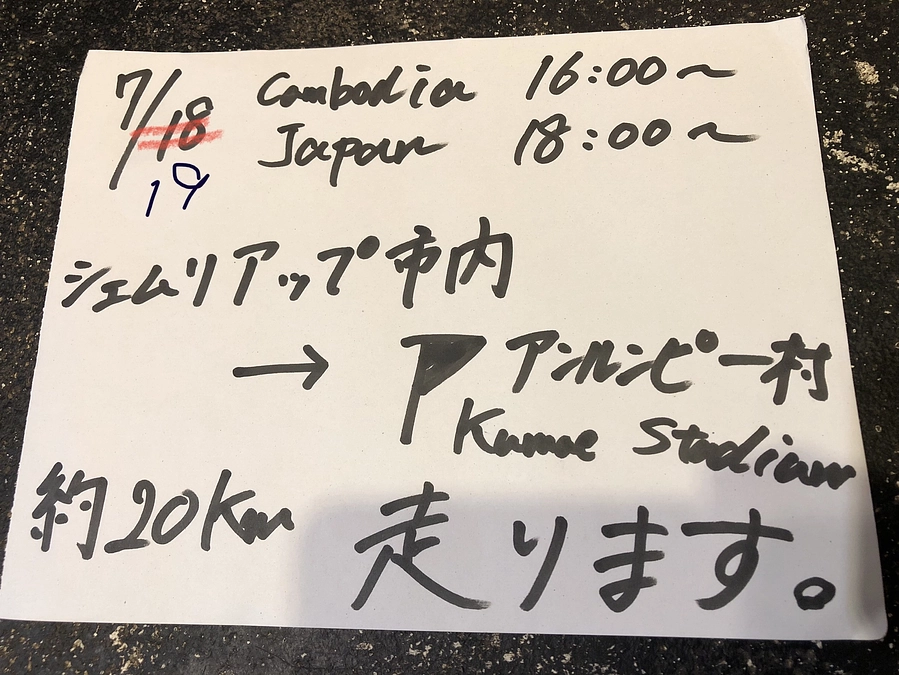 7/18 Cambodia 16:00~
19 Japan 18:00~
シェムリアップ市内
→ アンルンピー村
Kumae Stadium
約20Km 走ります。